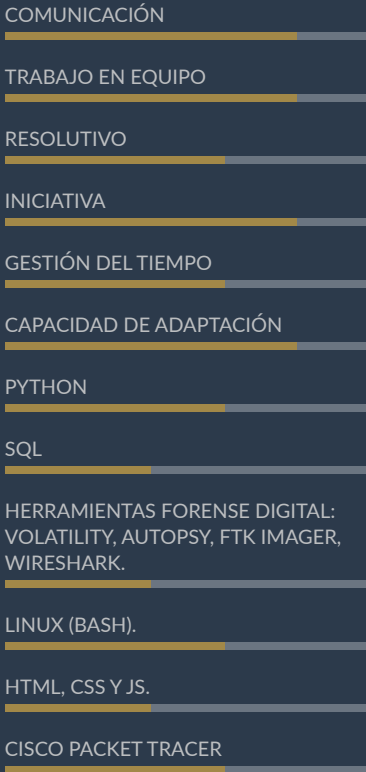 COMUNICACIÓN
TRABAJO EN EQUIPO
RESOLUTIVO
INICIATIVA
GESTIÓN DEL TIEMPO
CAPACIDAD DE ADAPTACIÓN
PYTHON
SQL
HERRAMIENTAS FORENSE DIGITAL:
VOLATILITY, AUTOPSY, FTK IMAGER,
WIRESHARK.
LINUX (BASH).
HTML, CSS Y JS.
CISCO PACKET TRACER